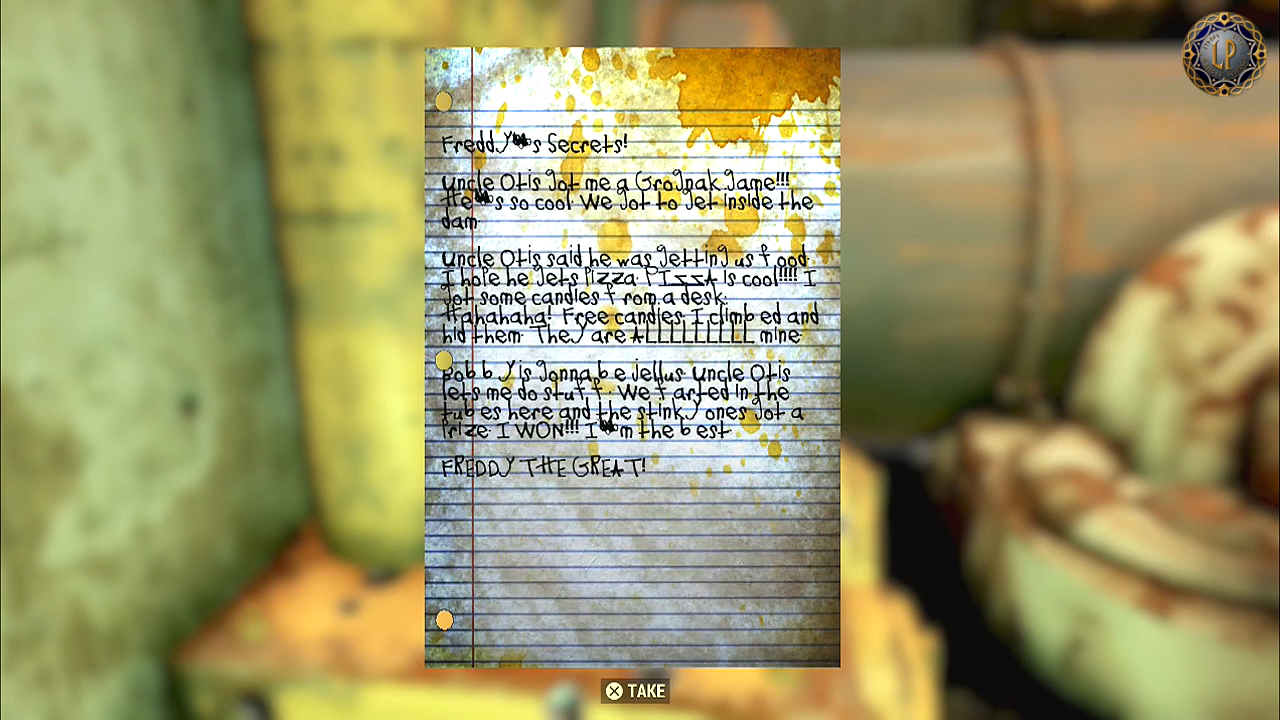 LP
Freddy's Secrets!
Uncle Otis got me a Grognak game!!!
He's so cool. We got to get inside the
dam.
Uncle Otis said he was getting us food.
I hope he gets pizza. PIzzA is cool!!!! I
got some candies from a desk.
Hahahaha! Free candies. I climbed and
hid them. They are ALLLLLLLLL mine.
Bobby is gonna be jellus. Uncle Otis
lets me do stuff. We farted in the
tubes here and the stinky ones got a
prize. I WON!!! I'm the best.
FREDDY THE GREAT!
TAKE